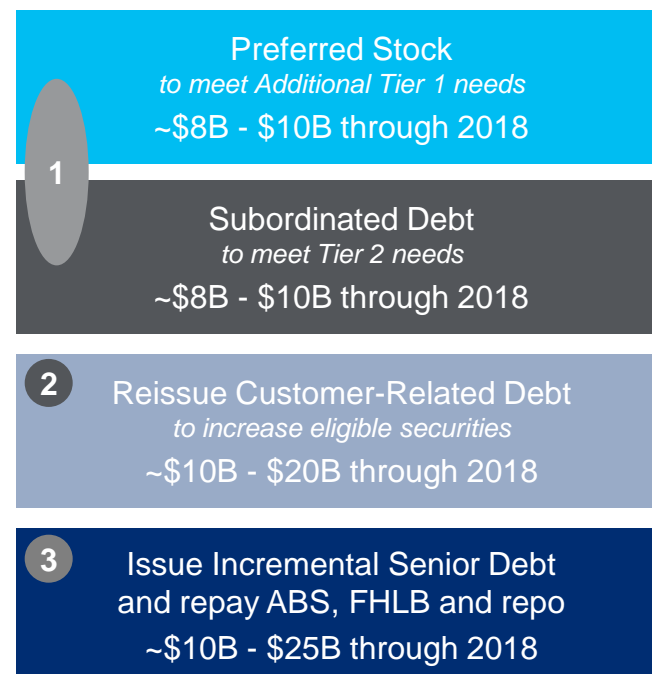 Preferred Stock
to meet Additional Tier 1 needs
~$8B - $10B through 2018
1
Subordinated Debt
to meet Tier 2 needs
~$8B - $10B through 2018
2
Reissue Customer-Related Debt
to increase eligible securities
~$10B - $20B through 2018
3
Issue Incremental Senior Debt
and repay ABS, FHLB and repo
~$10B - $25B through 2018